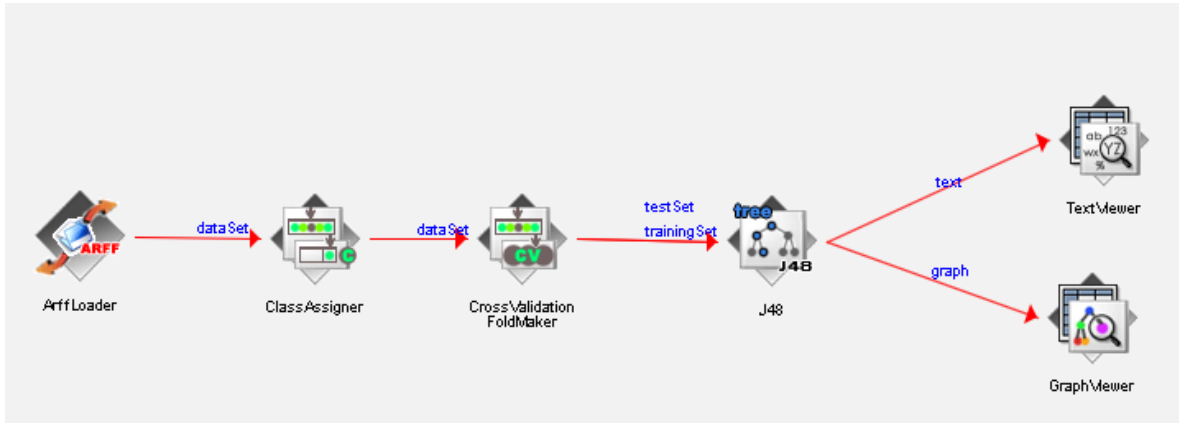 ab 123
wx YZ
%
text
TextViewer
tree
testSet
trainingSet
J48
J48
dataSet
dataSet
ARFF
C
CV
ArffLoader
ClassAssigner
CrossValidation
FoldMaker
graph
GraphViewer